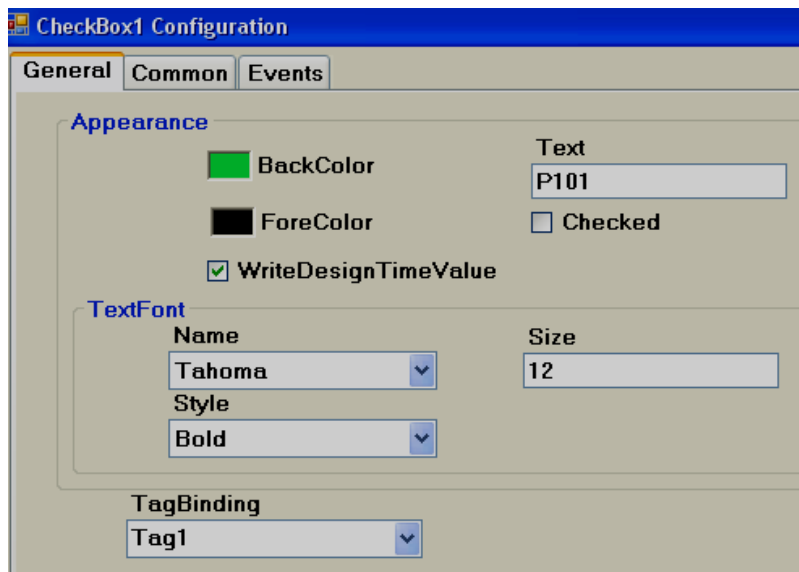 CheckBox1 Configuration
General Common Events
Appearance
BackColor
Text
P101
ForeColor
Checked
WriteDesignTimeValue
TextFont
Name
Size
Tahoma
12
Style
Bold
TagBinding
Tag1